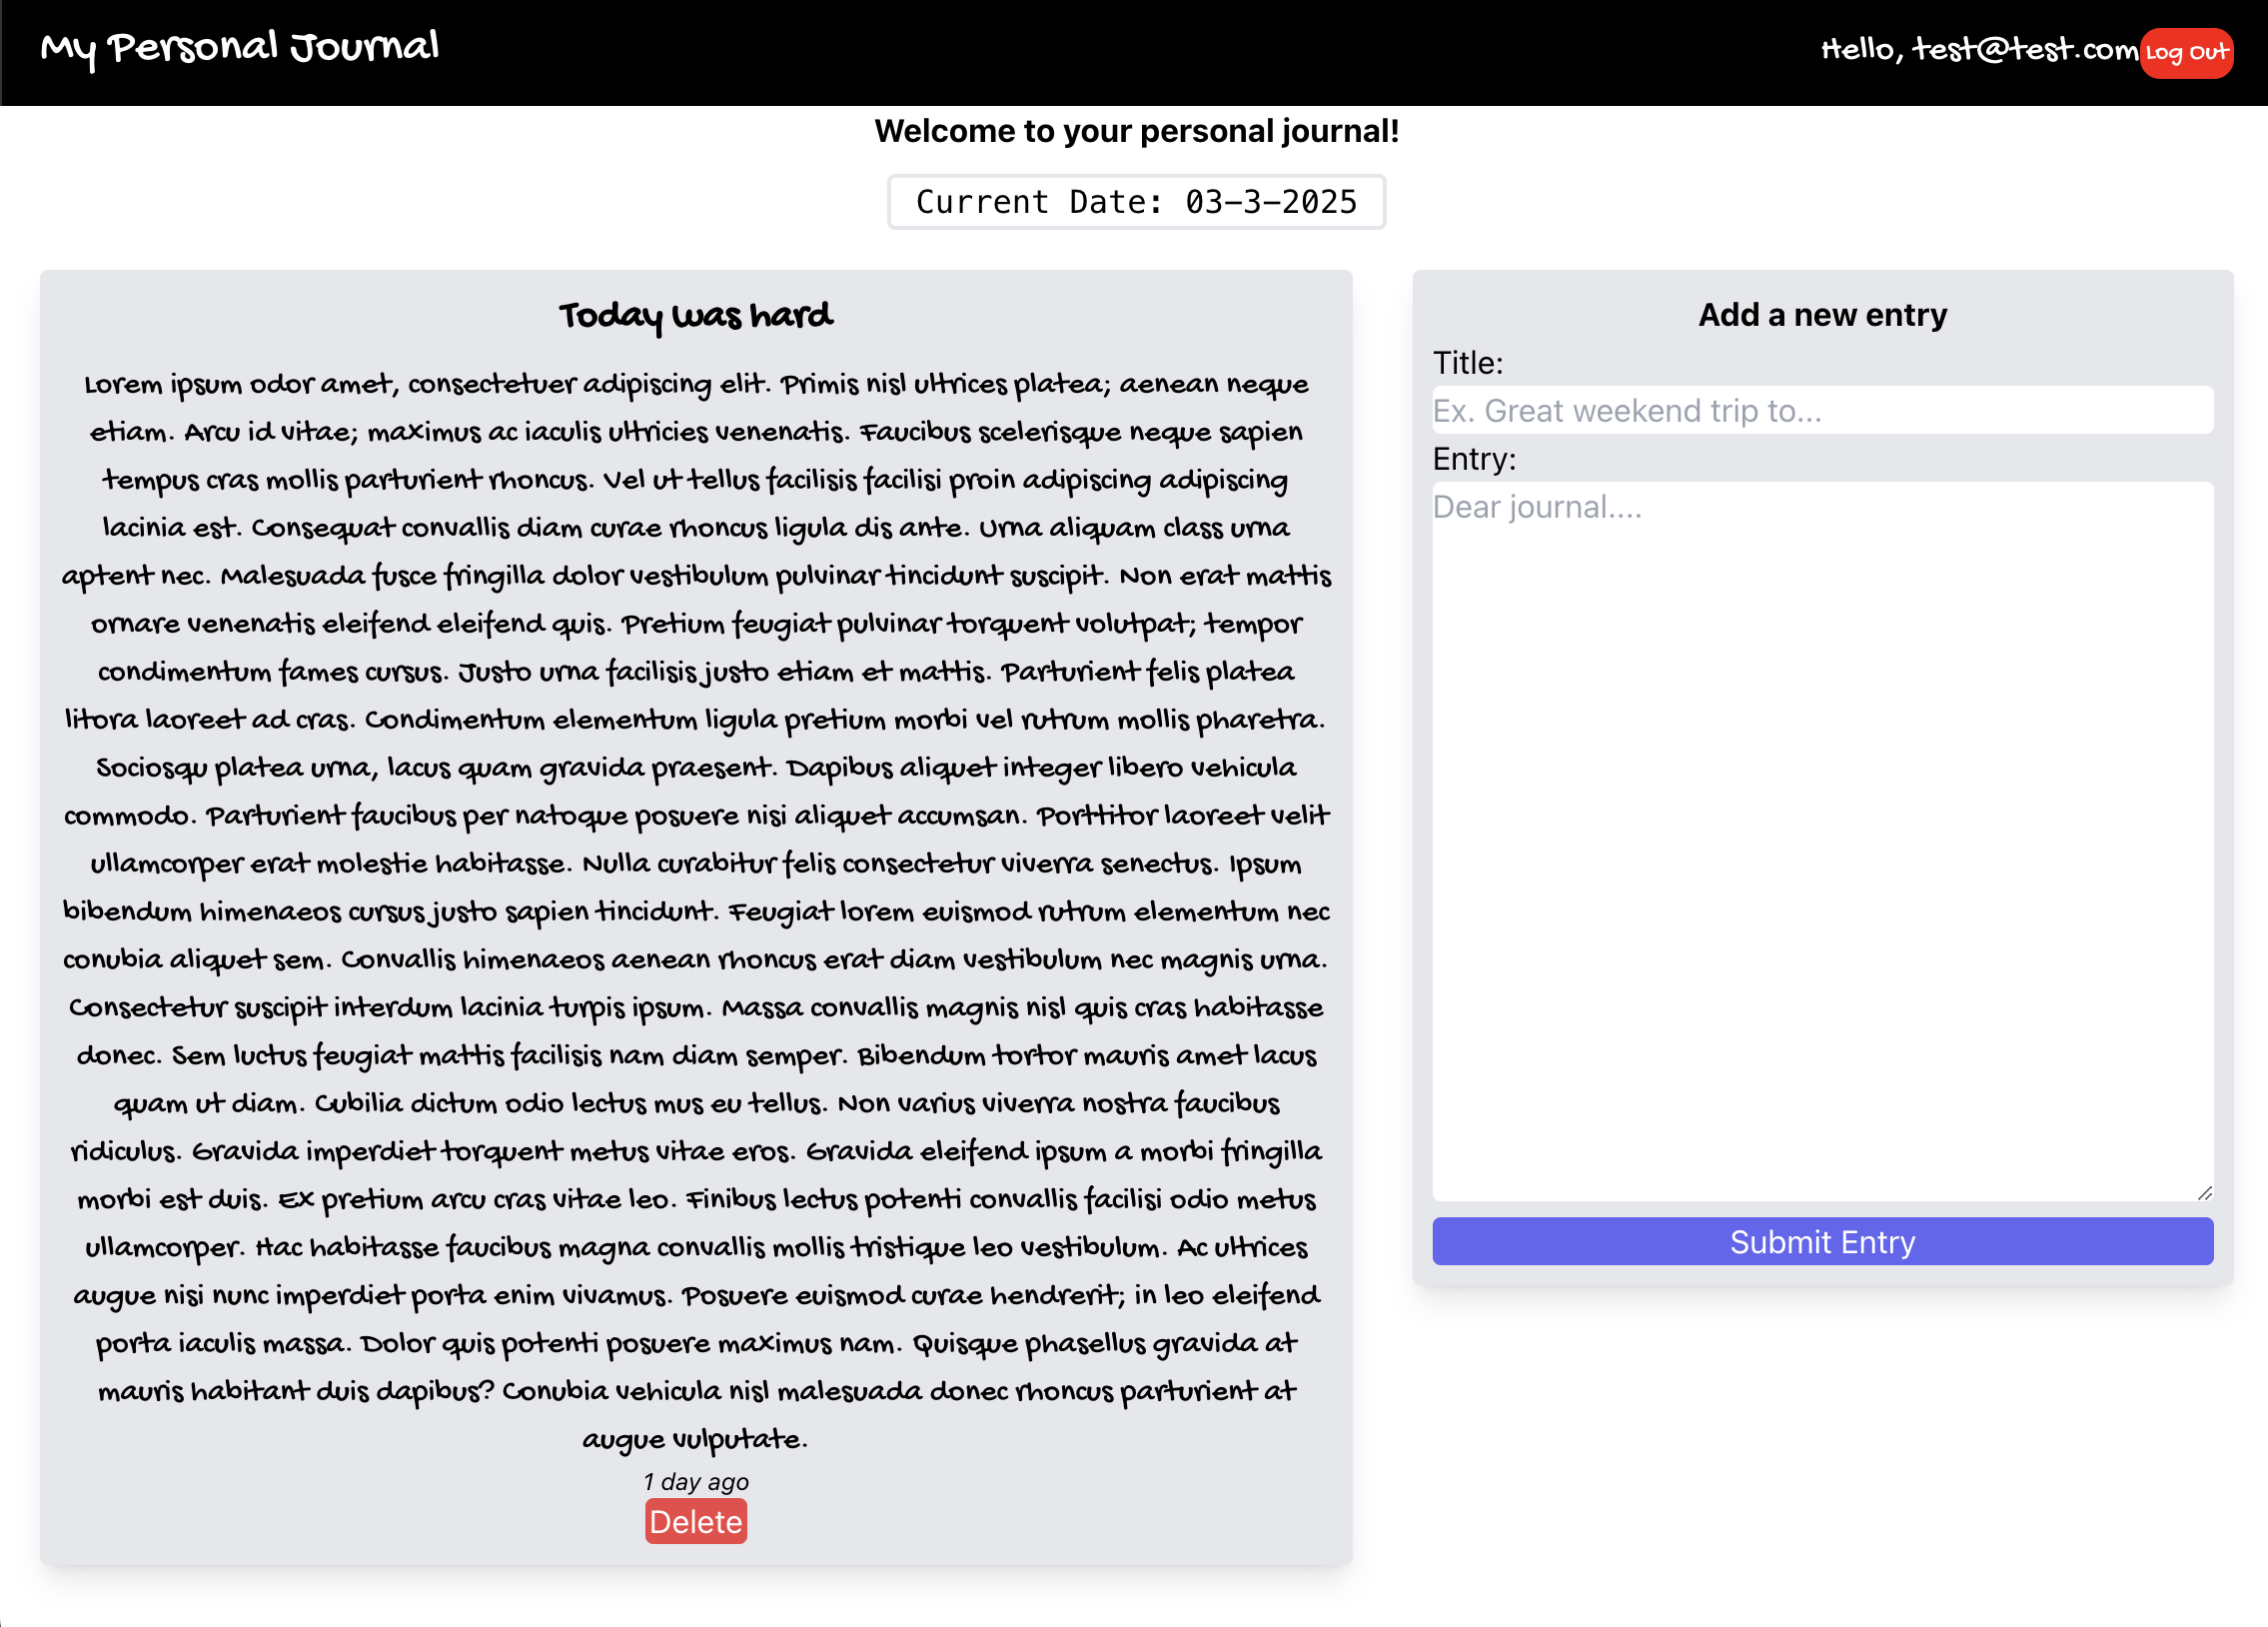 My Personal Journal
Hello, test@test.com Log Out
Welcome to your personal journal!
Current Date: 03-3-2025
Today was hard
Lorem ipsum odor amet, consectetuer adipiscing elit. Primis nisl ultrices platea; aenean neque
etiam. Arcu id vitae; maximus ac iaculis ultricies venenatis. Faucibus scelerisque neque sapien
tempus cras mollis parturient rhoncus. Vel ut tellus facilisis facilisi proin adipiscing adipiscing
lacinia est. Consequat convallis diam curae rhoncus ligula dis ante. Urna aliquam class urna
aptent nec. Malesuada fusce fringilla dolor vestibulum pulvinar tincidunt suscipit. Non erat mattis
ornare venenatis eleifend eleifend quis. Pretium feugiat pulvinar torquent volutpat; tempor
condimentum fames cursus. Justo urna facilisis justo etiam et mattis. Parturient felis platea
litora laoreet ad cras. Condimentum elementum ligula pretium morbi vel rutrum mollis pharetra.
Sociosqu platea urna, lacus quam gravida praesent. Dapibus aliquet integer libero vehicula
commodo. Parturient faucibus per natoque posuere nisi aliquet accumsan. Porttitor laoreet velit
ullamcorper erat molestie habitasse. Nulla curabitur felis consectetur viverra senectus. Ipsum
bibendum himenaeos cursus justo sapien tincidunt. Feugiat lorem euismod rutrum elementum nec
conubia aliquet sem. Convallis himenaeos aenean rhoncus erat diam vestibulum nec magnis urna.
Consectetur suscipit interdum lacinia turpis ipsum. Massa convallis magnis nisl quis cras habitasse
donec. Sem luctus feugiat mattis facilisis nam diam semper. Bibendum tortor mauris amet lacus
quam ut diam. Cubilia dictum odio lectus mus eu tellus. Non varius viverra nostra faucibus
ridiculus. Gravida imperdiet torquent metus vitae eros. Gravida eleifend ipsum a morbi fringilla
morbi est duis. Ex pretium arcu cras vitae leo. Finibus lectus potenti convallis facilisi odio metus
ullamcorper. Hac habitasse faucibus magna convallis mollis tristique leo vestibulum. Ac ultrices
augue nisi nunc imperdiet porta enim vivamus. Posuere euismod curae hendrerit; in leo eleifend
porta iaculis massa. Dolor quis potenti posuere maximus nam. Quisque phasellus gravida at
mauris habitant duis dapibus? Conubia vehicula nisl malesuada donec rhoncus parturient at
augue vulputate.
1 day ago
Delete
Add a new entry
Title:
Ex. Great weekend trip to...
Entry:
Dear journal....
Submit Entry